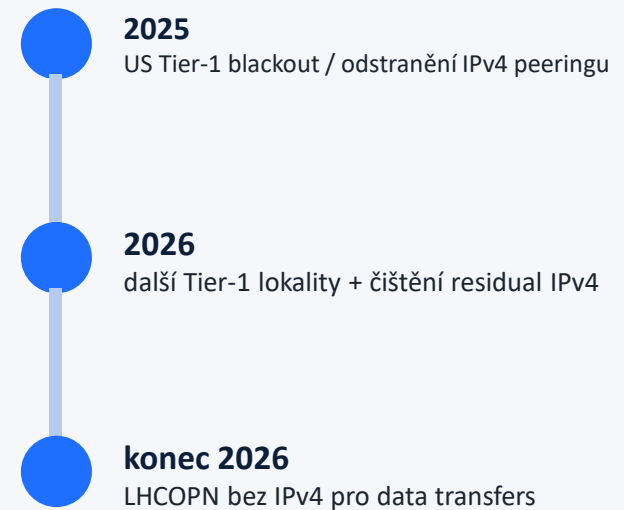 2025
US Tier-1 blackout / odstranění IPv4 peeringu
2026
další Tier-1 lokality + čištění residual IPv4
konec 2026
LHCOPN bez IPv4 pro data transfers